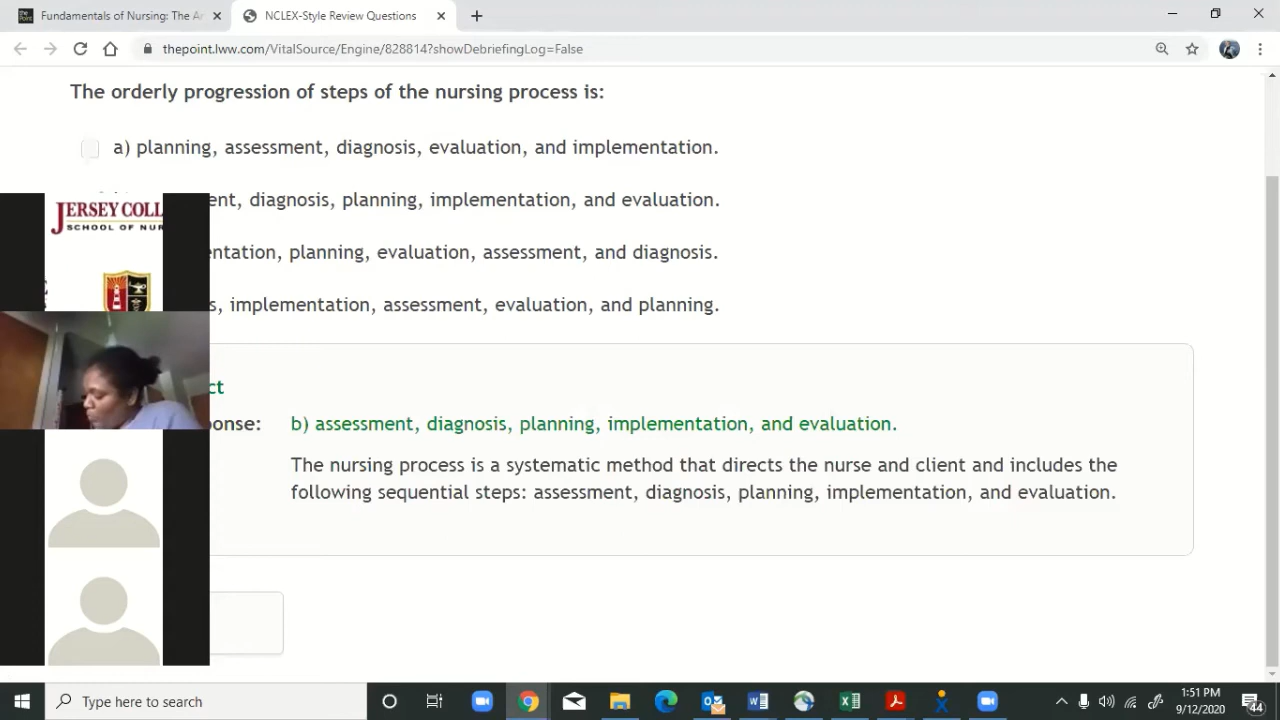 Fundamentals of Nursing: The Ar
NCLEX-Style Review Questions
thepoint.lww.com/VitalSource/Engine/828814?showDebriefingLog=False
The orderly progression of steps of the nursing process is:
a) planning, assessment, diagnosis, evaluation, and implementation.
ent, diagnosis, planning, implementation, and evaluation.
entation, planning, evaluation, assessment, and diagnosis.
s, implementation, assessment, evaluation, and planning.
JERSEY COLL
SCHOOL OF NUR
ct
onse: b) assessment, diagnosis, planning, implementation, and evaluation.
The nursing process is a systematic method that directs the nurse and client and includes the
following sequential steps: assessment, diagnosis, planning, implementation, and evaluation.
Type here to search
1:51 PM
9/12/2020
44